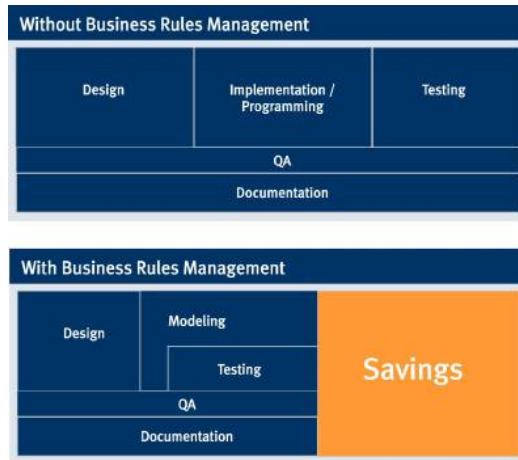 Without Business Rules Management
Design
Implementation /
Programming
Testing
QA
Documentation
With Business Rules Management
Design
Modeling
Testing
Savings
QA
Documentation